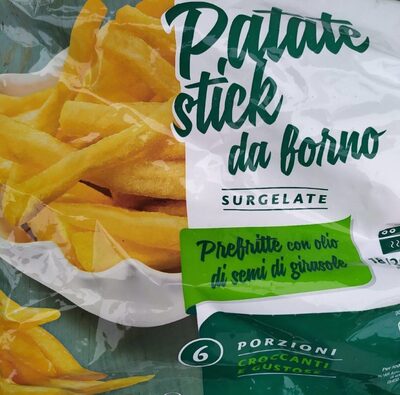 Patate
stick
da forno
SURGELATE
Prefritte con olio
di semi di girasole
6 PORZIONI
CROCCANTI
E GUSTOSE